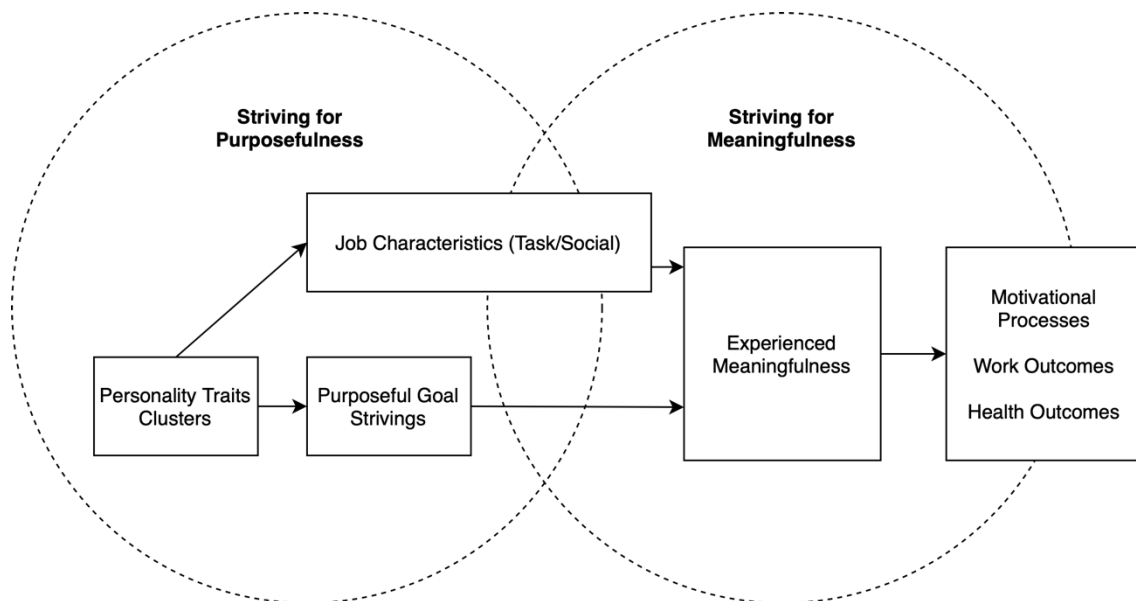 Striving for
Purposefulness
Striving for
Meaningfulness
Job Characteristics (Task/Social)
Personality Traits
Clusters
Purposeful Goal
Strivings
Experienced
Meaningfulness
Motivational
Processes
Work Outcomes
Health Outcomes